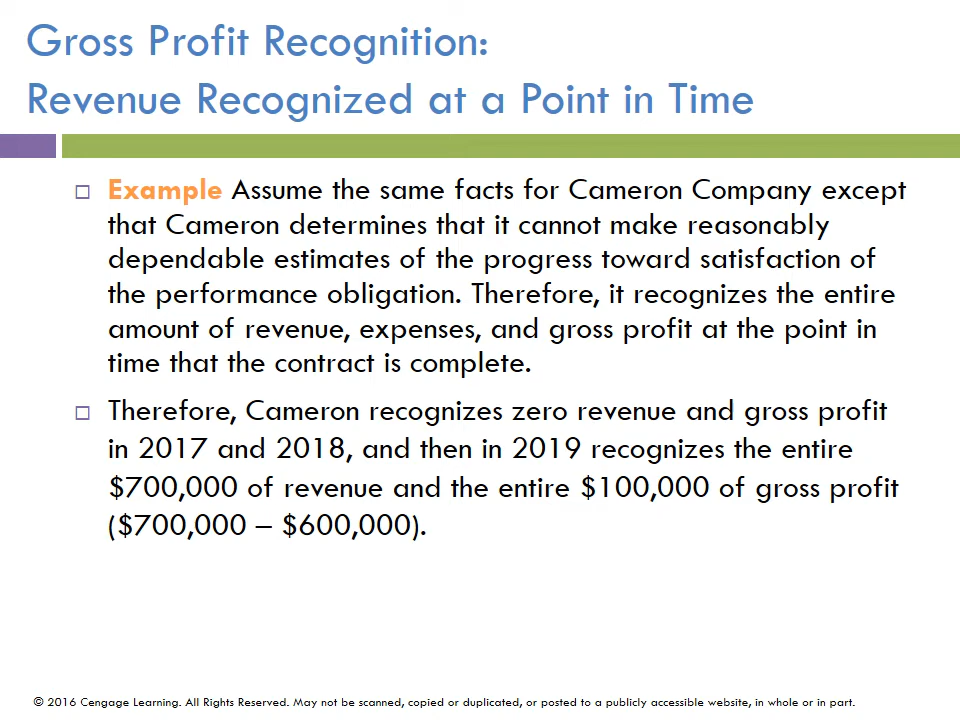 Gross Profit Recognition:
Revenue Recognized at a Point in Time
Example Assume the same facts for Cameron Company except
that Cameron determines that it cannot make reasonably
dependable estimates of the progress toward satisfaction of
the performance obligation. Therefore, it recognizes the entire
amount of revenue, expenses, and gross profit at the point in
time that the contract is complete.
Therefore, Cameron recognizes zero revenue and gross profit
in 2017 and 2018, and then in 2019 recognizes the entire
$700,000 of revenue and the entire $100,000 of gross profit
($700,000 – $600,000).
© 2016 Cengage Learning. All Rights Reserved. May not be scanned, copied or duplicated, or posted to a publicly accessible website, in whole or in part.